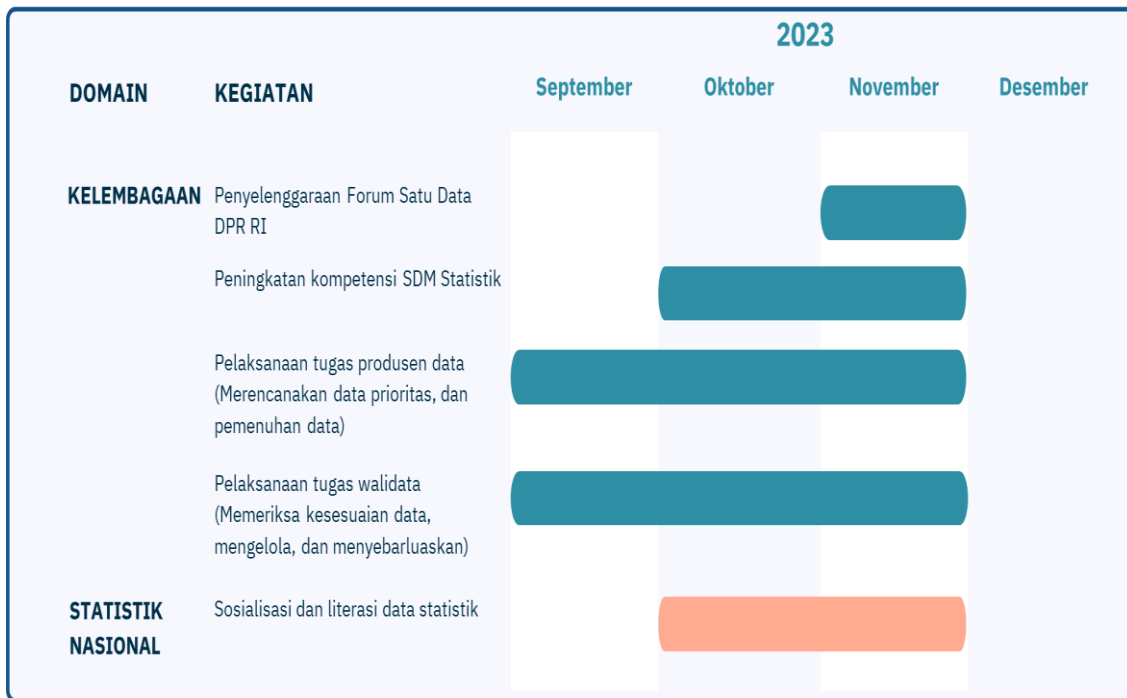 2023
DOMAIN KEGIATAN September Oktober November Desember
KELEMBAGAAN Penyelenggaraan Forum Satu Data
DPR RI
Peningkatan kompetensi SDM Statistik
Pelaksanaan tugas produsen data
(Merencanakan data prioritas, dan
pemenuhan data)
Pelaksanaan tugas walidata
(Memeriksa kesesuaian data,
mengelola, dan menyebarluaskan)
STATISTIK Sosialisasi dan literasi data statistik
NASIONAL